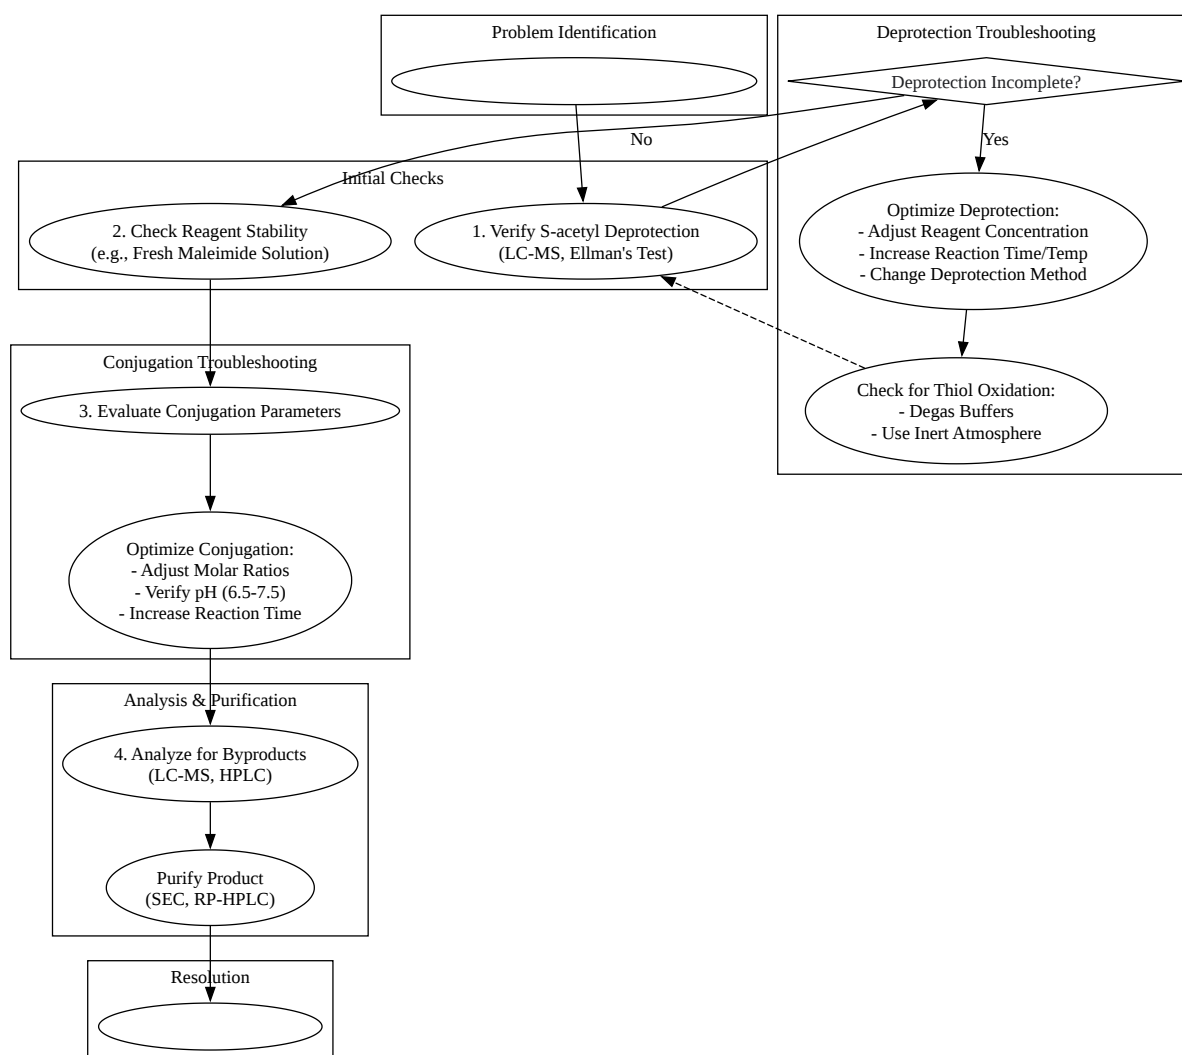 Problem Identification
Deprotection Troubleshooting
Deprotection Incomplete?
No
Yes
Initial Checks
2. Check Reagent Stability
(e.g., Fresh Maleimide Solution)
1. Verify S-acetyl Deprotection
(LC-MS, Ellman's Test)
Optimize Deprotection:
- Adjust Reagent Concentration
- Increase Reaction Time/Temp
- Change Deprotection Method
Check for Thiol Oxidation:
- Degas Buffers
- Use Inert Atmosphere
Conjugation Troubleshooting
3. Evaluate Conjugation Parameters
Optimize Conjugation:
- Adjust Molar Ratios
- Verify pH (6.5-7.5)
- Increase Reaction Time
Analysis & Purification
4. Analyze for Byproducts
(LC-MS, HPLC)
Purify Product
(SEC, RP-HPLC)
Resolution